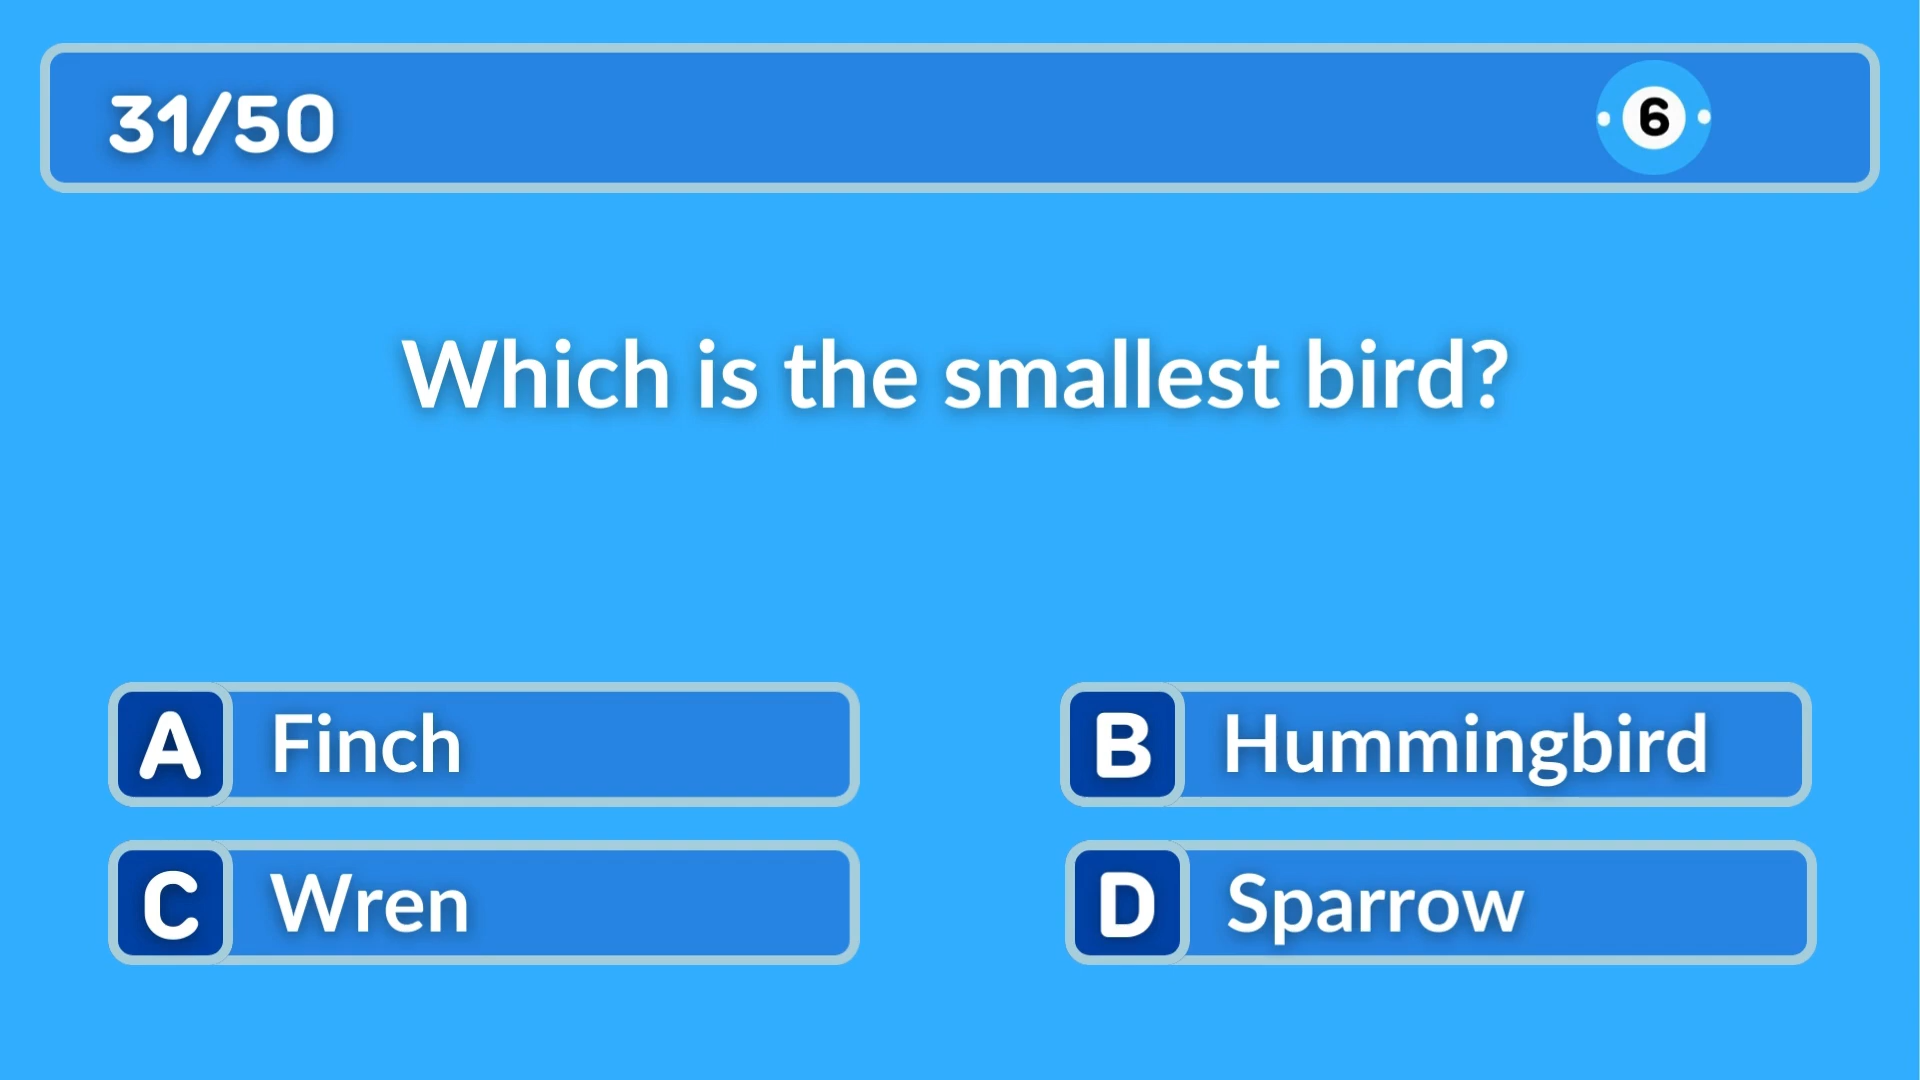 31/50
6
Which is the smallest bird?
A Finch
B Hummingbird
C Wren
D Sparrow